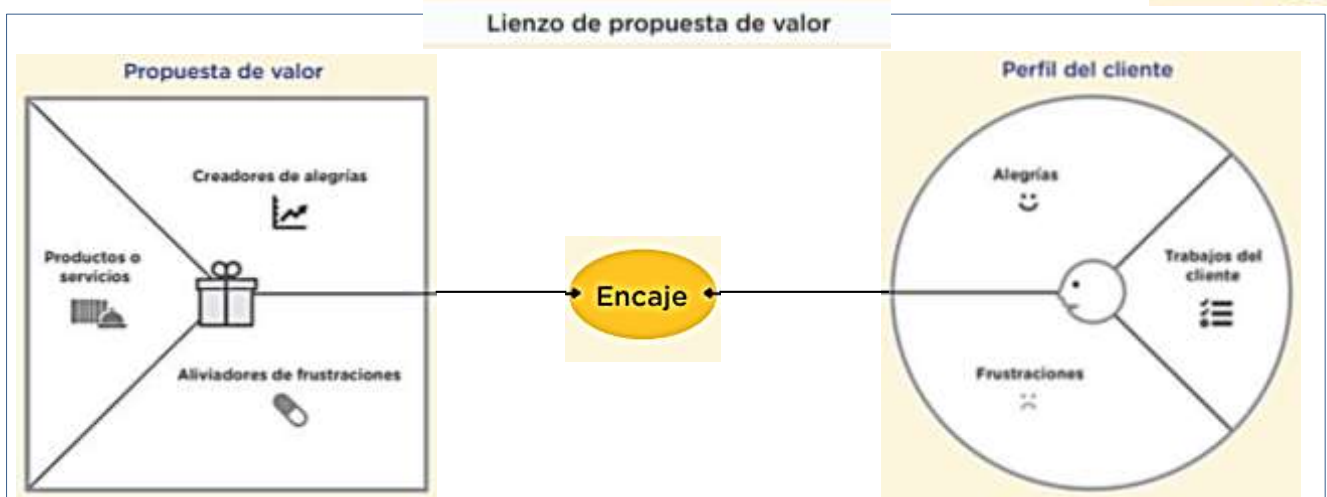 Lienzo de propuesta de valor
Propuesta de valor
Creadores de alegrías
Productos o
servicios
Aliviadores de frustraciones
Encaje
Perfil del cliente
Alegrías
Trabajos del
cliente
Frustraciones